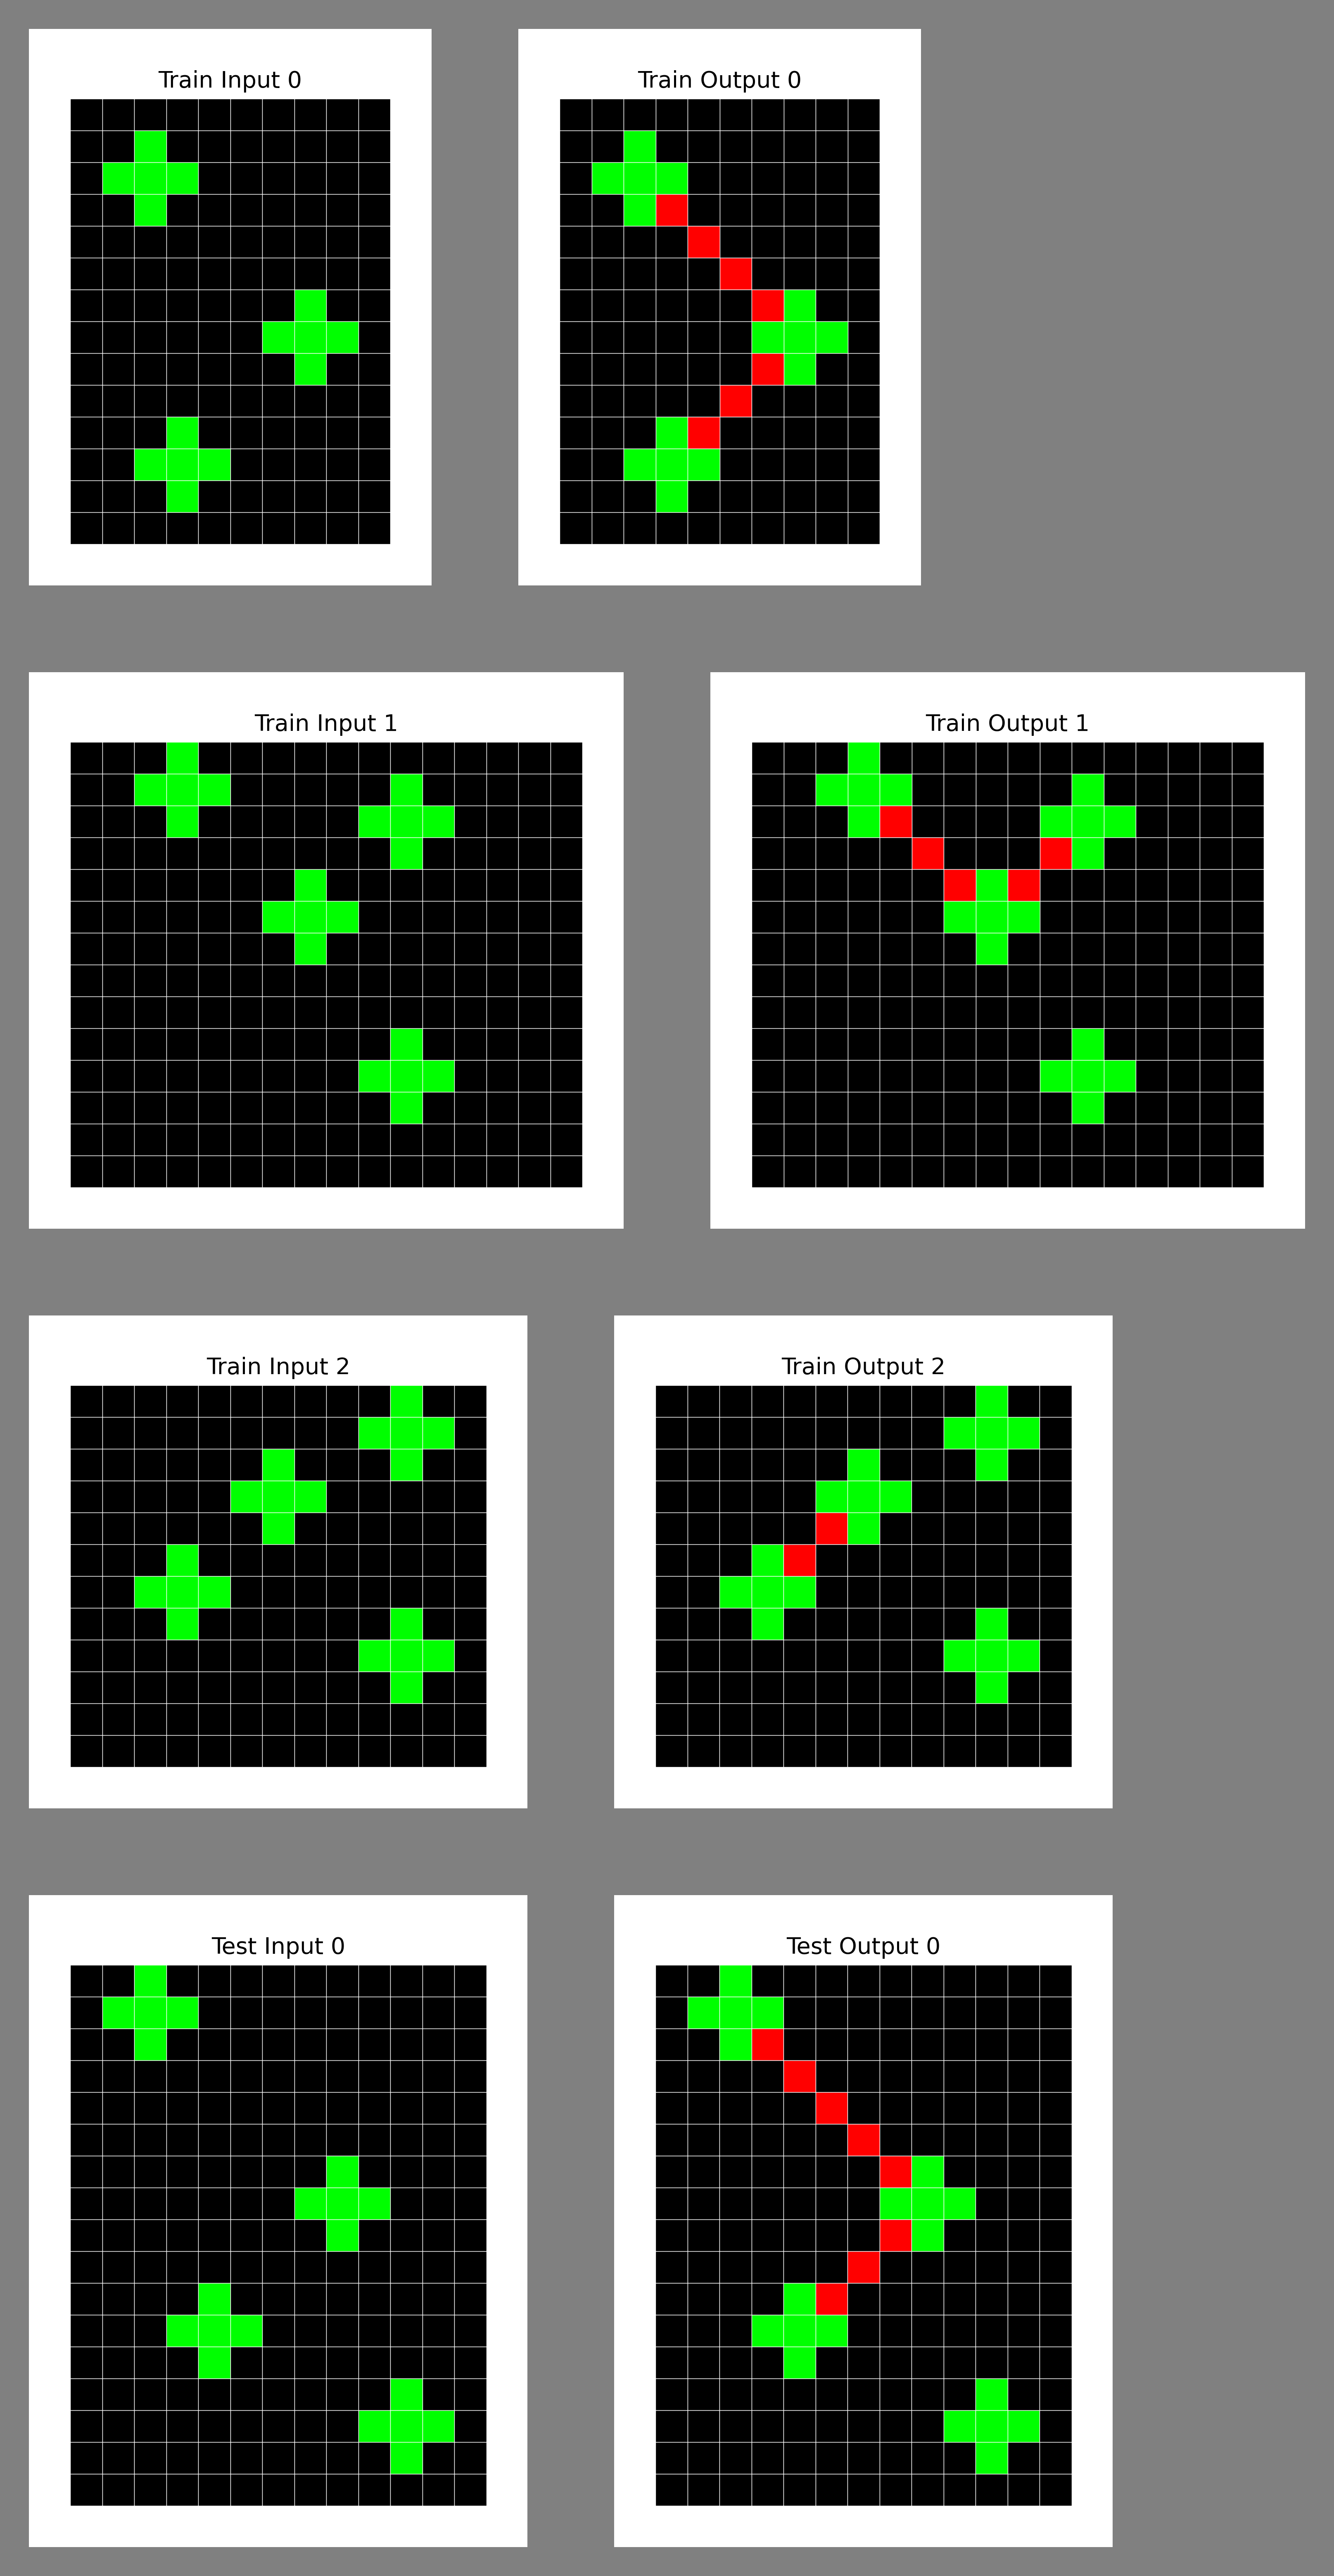 Train Input 0
Train Output 0
Train Input 1
Train Output 1
Train Input 2
Train Output 2
Test Input 0
Test Output 0